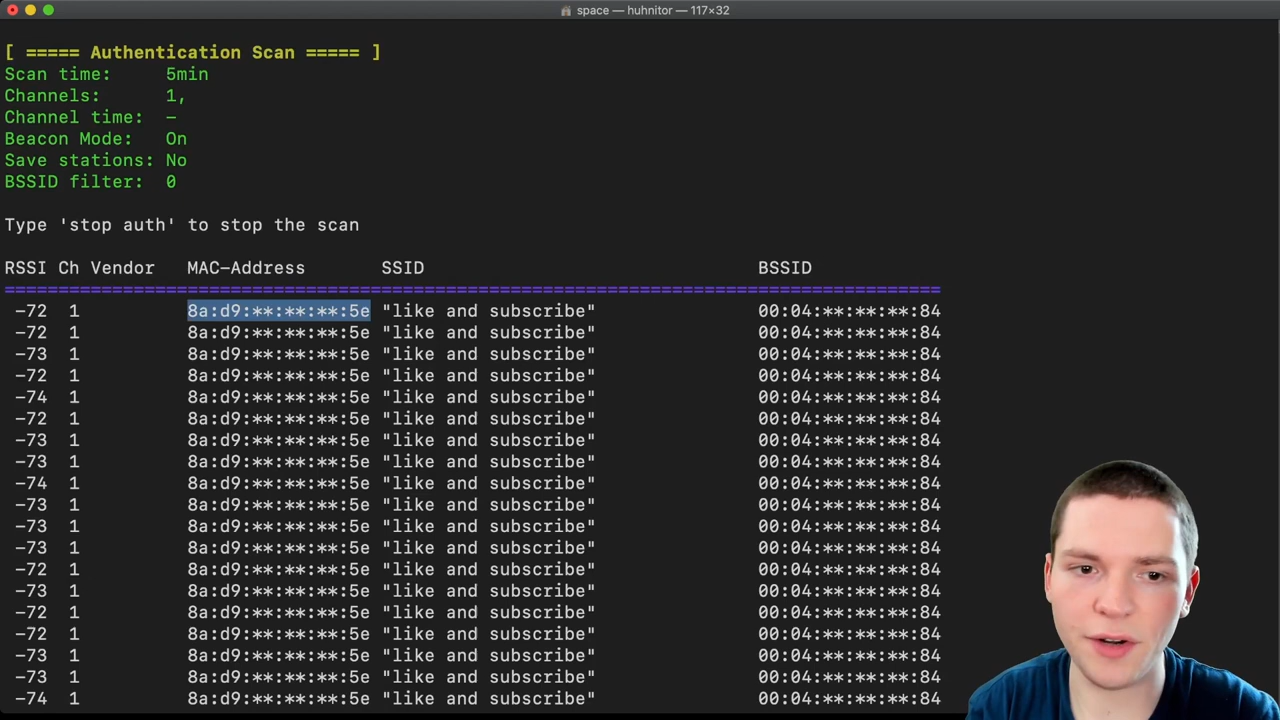 space — huhnitor — 117×32
[ ===== Authentication Scan ===== ]
Scan time:     5min
Channels:      1,
Channel time:  -
Beacon Mode:   On
Save stations: No
BSSID filter:  0
Type 'stop auth' to stop the scan
RSSI Ch Vendor   MAC-Address       SSID                               BSSID
=======================================================================================
-72  1          8a:d9:**:**:**:5e "like and subscribe"               00:04:**:**:**:84
-72  1          8a:d9:**:**:**:5e "like and subscribe"               00:04:**:**:**:84
-73  1          8a:d9:**:**:**:5e "like and subscribe"               00:04:**:**:**:84
-72  1          8a:d9:**:**:**:5e "like and subscribe"               00:04:**:**:**:84
-74  1          8a:d9:**:**:**:5e "like and subscribe"               00:04:**:**:**:84
-72  1          8a:d9:**:**:**:5e "like and subscribe"               00:04:**:**:**:84
-73  1          8a:d9:**:**:**:5e "like and subscribe"               00:04:**:**:**:84
-73  1          8a:d9:**:**:**:5e "like and subscribe"               00:04:**:**:**:84
-74  1          8a:d9:**:**:**:5e "like and subscribe"               00:04:**:**:**:84
-73  1          8a:d9:**:**:**:5e "like and subscribe"               00:04:**:**:**:84
-73  1          8a:d9:**:**:**:5e "like and subscribe"               00:04:**:**:**:84
-73  1          8a:d9:**:**:**:5e "like and subscribe"               00:04:**:**:**:84
-72  1          8a:d9:**:**:**:5e "like and subscribe"               00:04:**:**:**:84
-73  1          8a:d9:**:**:**:5e "like and subscribe"               00:04:**:**:**:84
-72  1          8a:d9:**:**:**:5e "like and subscribe"               00:04:**:**:**:84
-72  1          8a:d9:**:**:**:5e "like and subscribe"               00:04:**:**:**:84
-73  1          8a:d9:**:**:**:5e "like and subscribe"               00:04:**:**:**:84
-73  1          8a:d9:**:**:**:5e "like and subscribe"               00:04:**:**:**:84
-74  1          8a:d9:**:**:**:5e "like and subscribe"               00:04:**:**:**:84